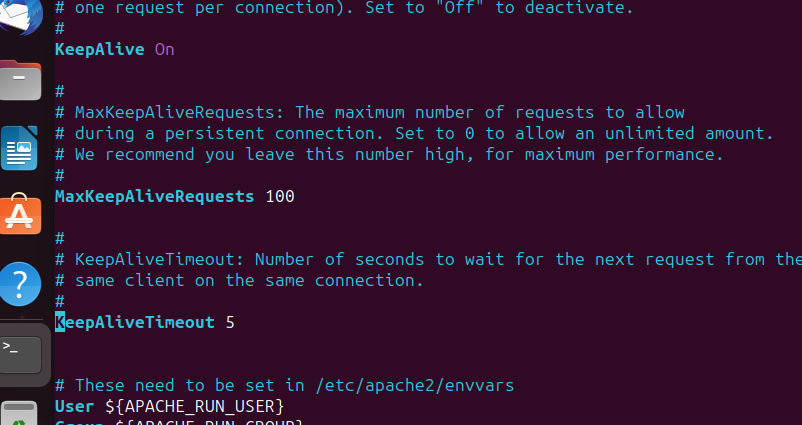 # one request per connection). Set to "Off" to deactivate.
#
KeepAlive On
#
# MaxKeepAliveRequests: The maximum number of requests to allow
# during a persistent connection. Set to 0 to allow an unlimited amount.
# We recommend you leave this number high, for maximum performance.
#
MaxKeepAliveRequests 100
#
# KeepAliveTimeout: Number of seconds to wait for the next request from the
# same client on the same connection.
#
KeepAliveTimeout 5
# These need to be set in /etc/apache2/envvars
User ${APACHE_RUN_USER}
Group ${APACHE_RUN_GROUP}